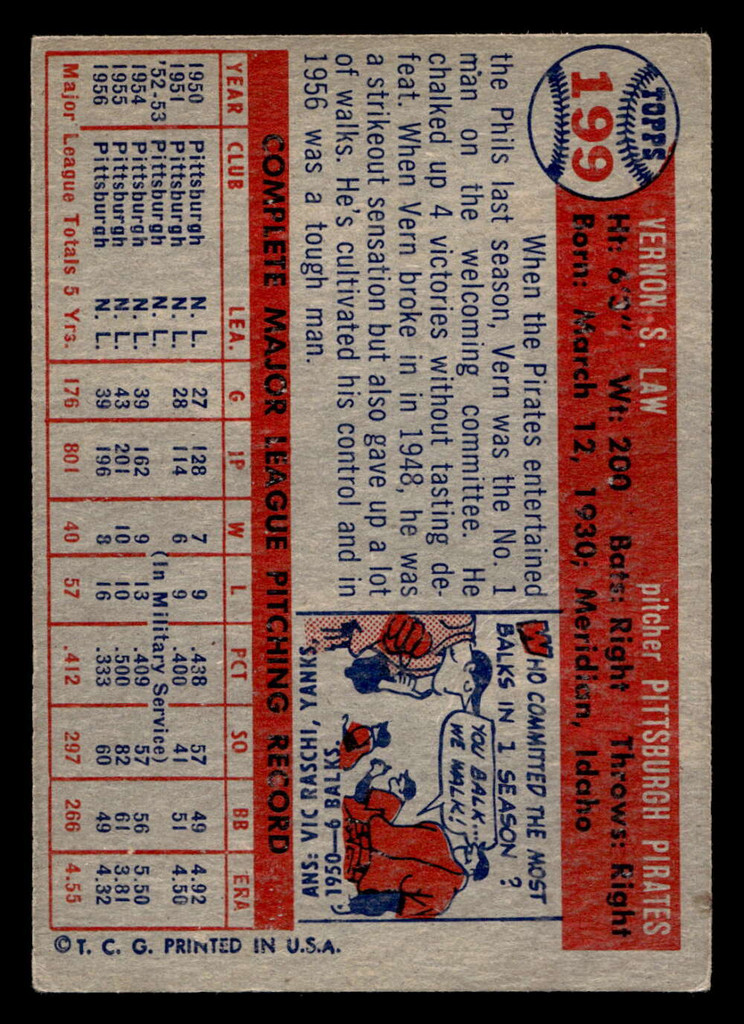 TOPPS
199
VERNON S. LAW pitcher PITTSBURGH PIRATES
Ht: 6'3" Wt: 200 Bats: Right Throws: Right
Born: March 12, 1930; Meridian, Idaho
When the Pirates entertained
the Phils last season, Vern was the No. 1
man on the welcoming committee. He
chalked up 4 victories without tasting de-
feat. When Vern broke in in 1948, he was
a strikeout sensation but also gave up a lot
of walks. He's cultivated his control and in
1956 was a tough man.
WHO COMMITTED THE MOST
BALKS IN 1 SEASON?
YOU BALK...
WE WALK!
ANS: VIC RASCHI, YANKS,
1950—6 BALKS
COMPLETE MAJOR LEAGUE PITCHING RECORD
YEAR CLUB LEA. G IP W L PCT SO BB ERA
1950 Pittsburgh N. L. 27 128 7 9 .438 57 49 4.92
1951 Pittsburgh N. L. 28 114 6 9 .400 41 51 4.50
'52-53 Pittsburgh N. L. (In Military Service)
1954 Pittsburgh N. L. 39 162 9 13 .409 57 56 5.50
1955 Pittsburgh N. L. 43 201 10 10 .500 82 61 3.81
1956 Pittsburgh N. L. 39 196 8 16 .333 60 49 4.32
Major League Totals 5 Yrs. 176 801 40 57 .412 297 266 4.55
© T. C. G. PRINTED IN U.S.A.